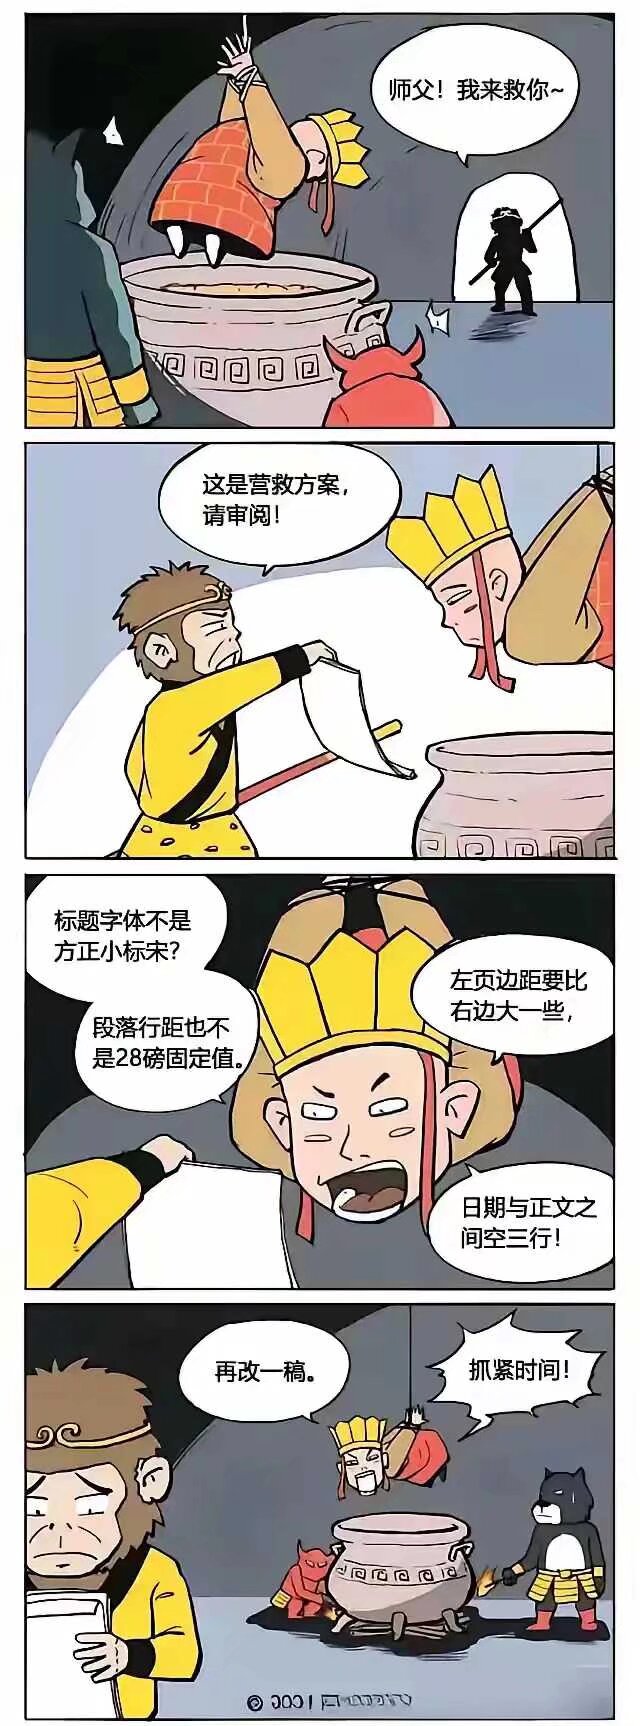 师父！我来救你~
这是营救方案，
请审阅！
标题字体不是
方正小标宋？
段落行距也不
是28磅固定值。
左页边距要比
右边大一些，
日期与正文之
间空三行！
再改一稿。
抓紧时间！